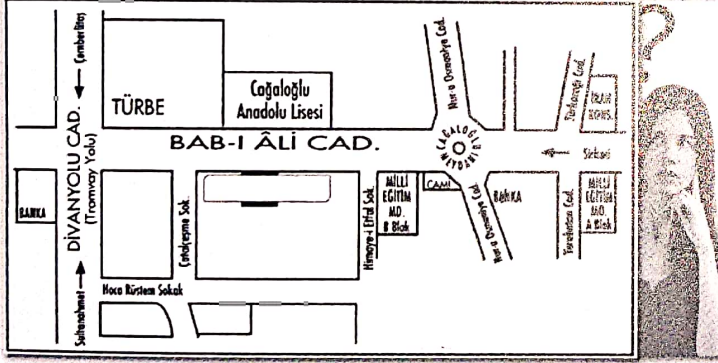 Çemberlitaş
TÜRBE
Cağaloğlu
Anadolu Lisesi
Nur-u Osmaniye Cad.
Türkocağı Cad.
İRAN
KONS.
BAB-I ÂLİ CAD.
CAĞALOĞLU
MEYDANI
Sirkeci
DİVANYOLU CAD.
(Tramway Yolu)
BANKA
Çatalçeşme Sok.
Himaye-i Etfal Sok.
MİLLİ
EĞİTİM
MD.
B Blok
CAMİ
Nur-u Osmaniye Cad.
BANKA
Yerebatan Cad.
MİLLİ
EĞİTİM
MD.
A Blok
Sultanahmet
Hoca Rüstem Sokak
?